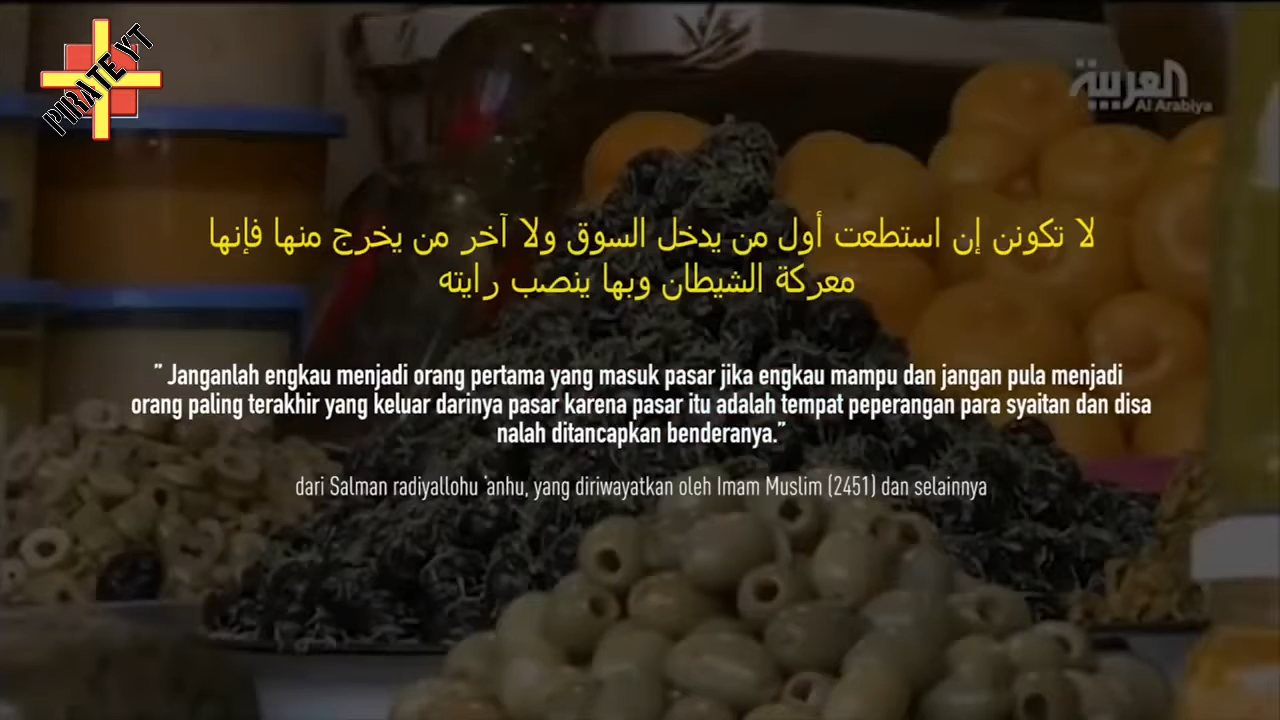 PIRATE YT
العربية
Al Arabiya
لا تكونن إن استطعت أول من يدخل السوق ولا آخر من يخرج منها فإنها
معركة الشيطان وبها ينصب رايته
” Janganlah engkau menjadi orang pertama yang masuk pasar jika engkau mampu dan jangan pula menjadi
orang paling terakhir yang keluar darinya pasar karena pasar itu adalah tempat peperangan para syaitan dan disa
nalah ditancapkan benderanya.”
dari Salman radiyallohu ‘anhu, yang diriwayatkan oleh Imam Muslim (2451) dan selainnya